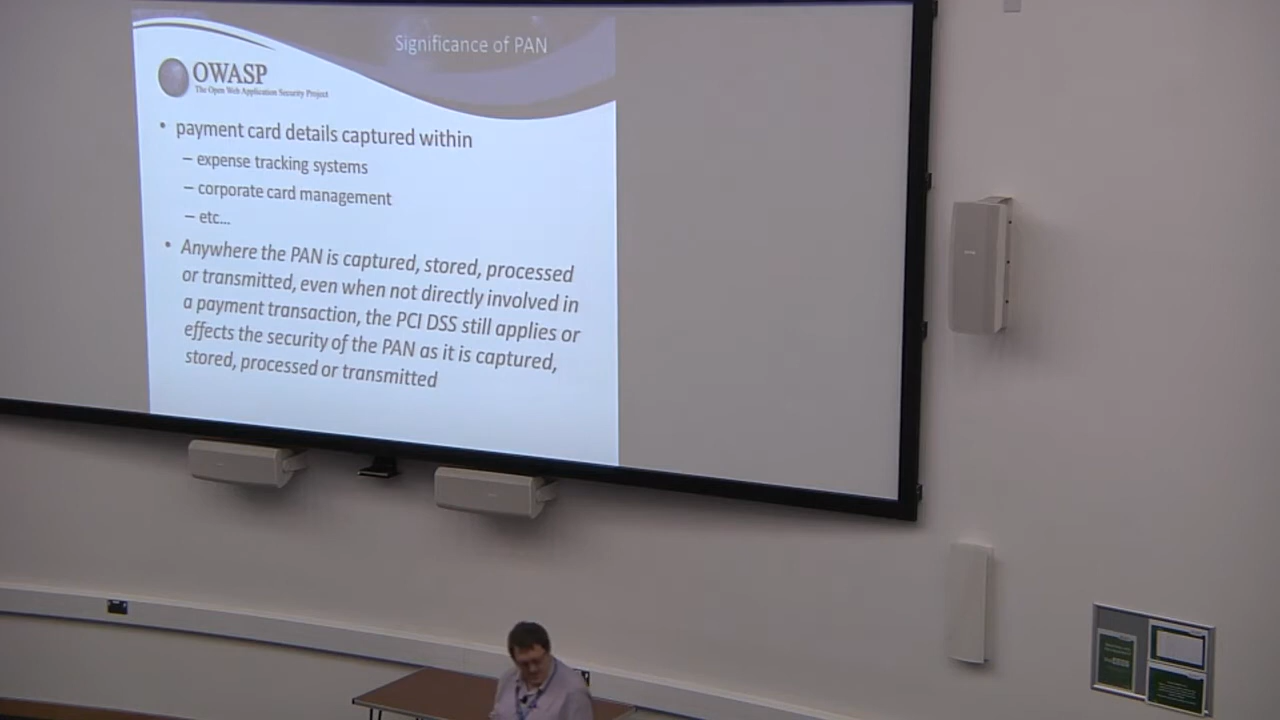 Significance of PAN
OWASP
The Open Web Application Security Project
• payment card details captured within
– expense tracking systems
– corporate card management
– etc...
• Anywhere the PAN is captured, stored, processed
or transmitted, even when not directly involved in
a payment transaction, the PCI DSS still applies or
effects the security of the PAN as it is captured,
stored, processed or transmitted